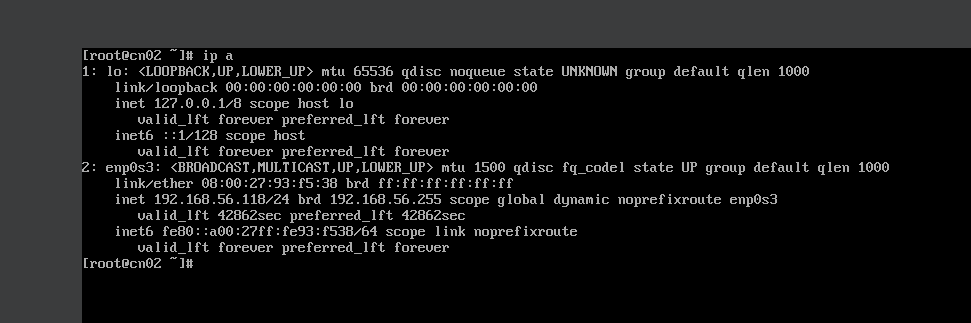 [root@cn02 ~]# ip a
1: lo: <LOOPBACK,UP,LOWER_UP> mtu 65536 qdisc noqueue state UNKNOWN group default qlen 1000
    link/loopback 00:00:00:00:00:00 brd 00:00:00:00:00:00
    inet 127.0.0.1/8 scope host lo
       valid_lft forever preferred_lft forever
    inet6 ::1/128 scope host
       valid_lft forever preferred_lft forever
2: enp0s3: <BROADCAST,MULTICAST,UP,LOWER_UP> mtu 1500 qdisc fq_codel state UP group default qlen 1000
    link/ether 08:00:27:93:f5:38 brd ff:ff:ff:ff:ff:ff
    inet 192.168.56.118/24 brd 192.168.56.255 scope global dynamic noprefixroute enp0s3
       valid_lft 42862sec preferred_lft 42862sec
    inet6 fe80::a00:27ff:fe93:f538/64 scope link noprefixroute
       valid_lft forever preferred_lft forever
[root@cn02 ~]#